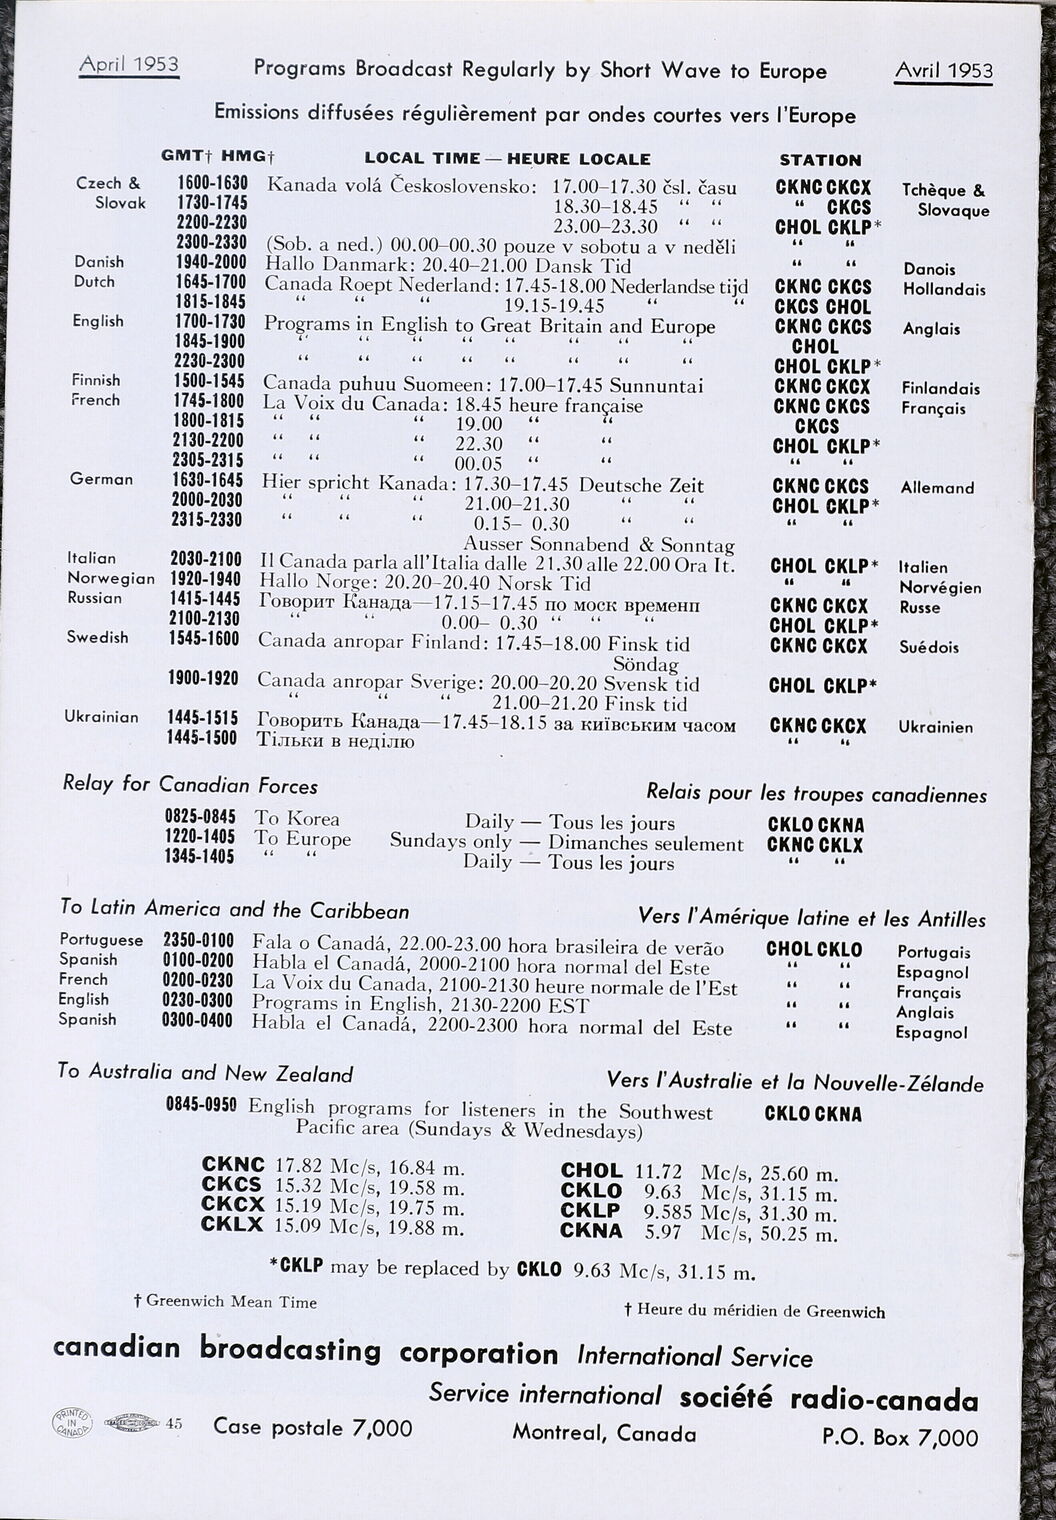 April 1953 Programs Broadcast Regularly by Short Wave to Europe Avril 1953
Emissions diffusées régulièrement par ondes courtes vers l'Europe
GMT† HMG† LOCAL TIME — HEURE LOCALE STATION
Czech & 1600-1630 Kanada volá Československo: 17.00–17.30 čsl. času CKNC CKCX Tchèque &
Slovak 1730-1745 18.30–18.45 “ “ “ CKCS Slovaque
2200-2230 23.00–23.30 “ “ CHOL CKLP*
2300-2330 (Sob. a ned.) 00.00–00.30 pouze v sobotu a v neděli “ “
Danish 1940-2000 Hallo Danmark: 20.40–21.00 Dansk Tid “ “ Danois
Dutch 1645-1700 Canada Roept Nederland: 17.45-18.00 Nederlandse tijd CKNC CKCS Hollandais
1815-1845 “ “ “ 19.15-19.45 “ “ CKCS CHOL
English 1700-1730 Programs in English to Great Britain and Europe CKNC CKCS Anglais
1845-1900 “ “ “ “ “ “ “ “ CHOL
2230-2300 “ “ “ “ “ “ “ “ CHOL CKLP*
Finnish 1500-1545 Canada puhuu Suomeen: 17.00–17.45 Sunnuntai CKNC CKCX Finlandais
French 1745-1800 La Voix du Canada: 18.45 heure française CKNC CKCS Français
1800-1815 “ “ “ 19.00 “ “ CKCS
2130-2200 “ “ “ 22.30 “ “ CHOL CKLP*
2305-2315 “ “ “ 00.05 “ “ “ “
German 1630-1645 Hier spricht Kanada: 17.30–17.45 Deutsche Zeit CKNC CKCS Allemand
2000-2030 “ “ “ 21.00–21.30 “ “ CHOL CKLP*
2315-2330 “ “ “ 0.15– 0.30 “ “ “ “
Ausser Sonnabend & Sonntag
Italian 2030-2100 Il Canada parla all'Italia dalle 21.30 alle 22.00 Ora It. CHOL CKLP* Italien
Norwegian 1920-1940 Hallo Norge: 20.20–20.40 Norsk Tid “ “ Norvégien
Russian 1415-1445 Говорит Канада—17.15–17.45 по моск времени CKNC CKCX Russe
2100-2130 “ “ 0.00– 0.30 “ “ “ CHOL CKLP*
Swedish 1545-1600 Canada anropar Finland: 17.45–18.00 Finsk tid CKNC CKCX Suédois
Söndag
1900-1920 Canada anropar Sverige: 20.00–20.20 Svensk tid CHOL CKLP*
“ “ “ 21.00–21.20 Finsk tid
Ukrainian 1445-1515 Говорить Канада—17.45–18.15 за київським часом CKNC CKCX Ukrainien
1445-1500 Тільки в неділю “ “
Relay for Canadian Forces Relais pour les troupes canadiennes
0825-0845 To Korea Daily — Tous les jours CKLO CKNA
1220-1405 To Europe Sundays only — Dimanches seulement CKNC CKLX
1345-1405 “ “ Daily — Tous les jours “ “
To Latin America and the Caribbean Vers l'Amérique latine et les Antilles
Portuguese 2350-0100 Fala o Canadá, 22.00-23.00 hora brasileira de verão CHOL CKLO Portugais
Spanish 0100-0200 Habla el Canadá, 2000-2100 hora normal del Este “ “ Espagnol
French 0200-0230 La Voix du Canada, 2100-2130 heure normale de l'Est “ “ Français
English 0230-0300 Programs in English, 2130-2200 EST “ “ Anglais
Spanish 0300-0400 Habla el Canadá, 2200-2300 hora normal del Este “ “ Espagnol
To Australia and New Zealand Vers l'Australie et la Nouvelle-Zélande
0845-0950 English programs for listeners in the Southwest CKLO CKNA
Pacific area (Sundays & Wednesdays)
CKNC 17.82 Mc/s, 16.84 m. CHOL 11.72 Mc/s, 25.60 m.
CKCS 15.32 Mc/s, 19.58 m. CKLO 9.63 Mc/s, 31.15 m.
CKCX 15.19 Mc/s, 19.75 m. CKLP 9.585 Mc/s, 31.30 m.
CKLX 15.09 Mc/s, 19.88 m. CKNA 5.97 Mc/s, 50.25 m.
*CKLP may be replaced by CKLO 9.63 Mc/s, 31.15 m.
† Greenwich Mean Time † Heure du méridien de Greenwich
canadian broadcasting corporation International Service
Service international société radio-canada
PRINTED IN CANADA 45 Case postale 7,000 Montreal, Canada P.O. Box 7,000